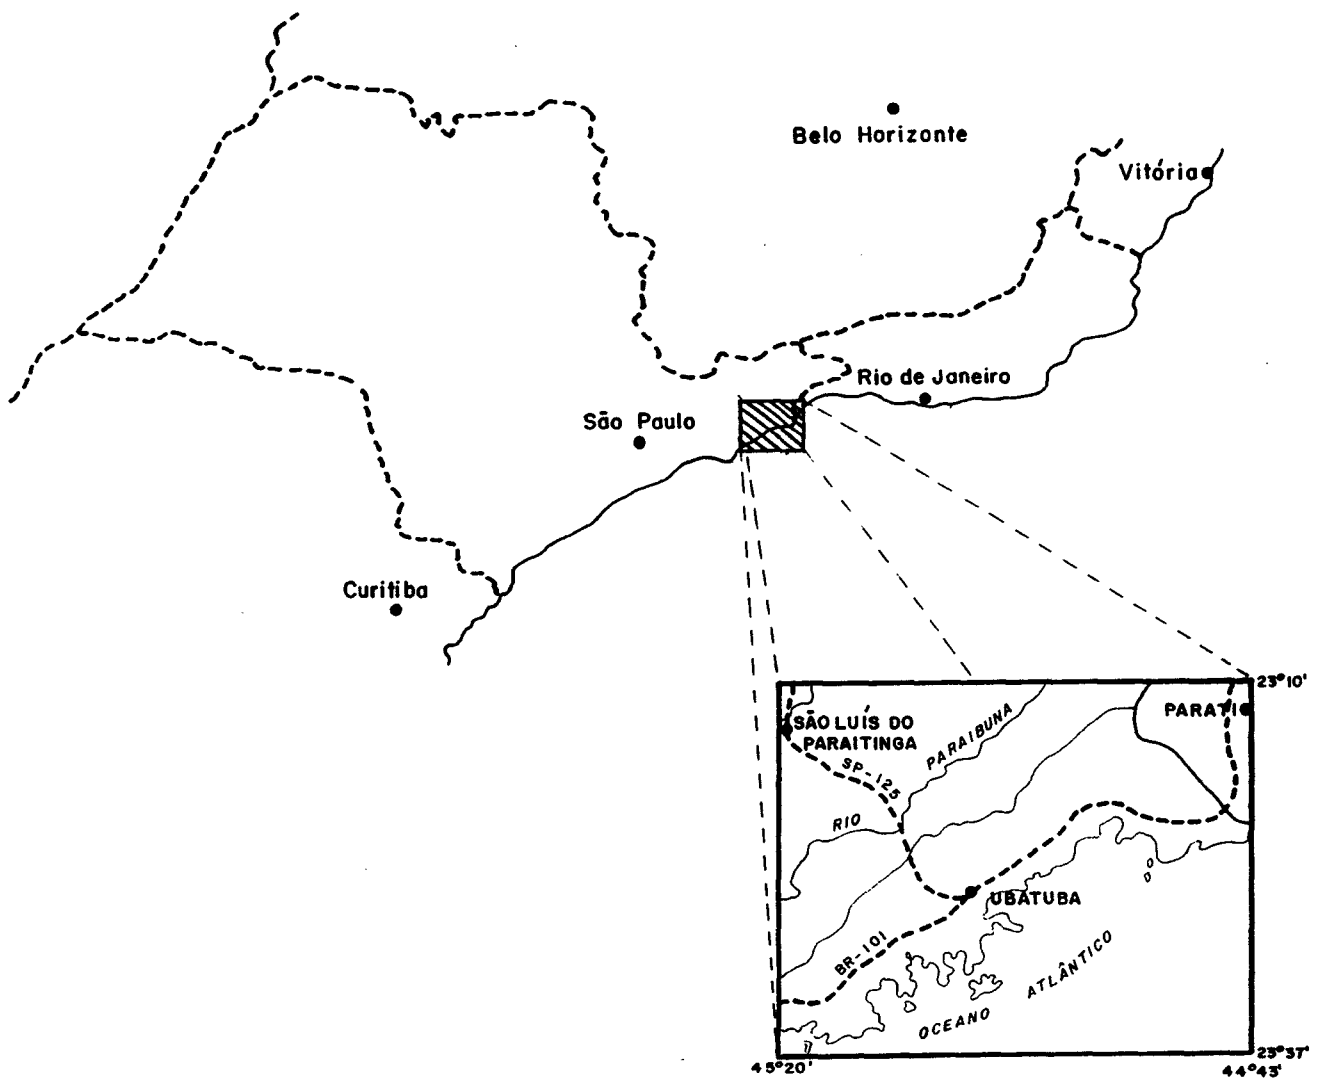 Belo Horizonte
Vitória
Rio de Janeiro
São Paulo
Curitiba
23°10'
PARATI
SÃO LUÍS DO
PARAITINGA
PARAIBUNA
SP-125
RIO
UBATUBA
BR-101
ATLÂNTICO
OCEANO
23°37'
45°20'
44°43'